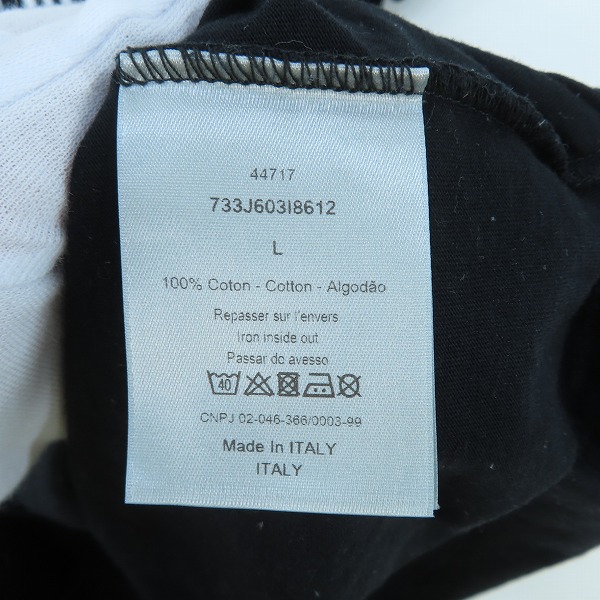 44717
733J603I8612
L
100% Coton - Cotton - Algodão
Repasser sur l'envers
Iron inside out
Passar do avesso
40
CNPJ 02-046-366/0003-99
Made In ITALY
ITALY